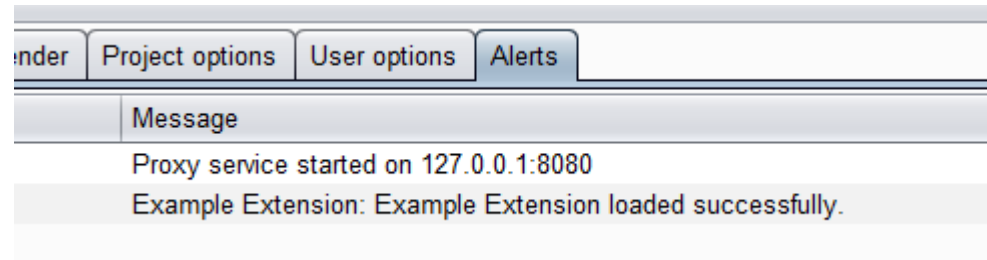 ender Project options User options Alerts
Message
Proxy service started on 127.0.0.1:8080
Example Extension: Example Extension loaded successfully.